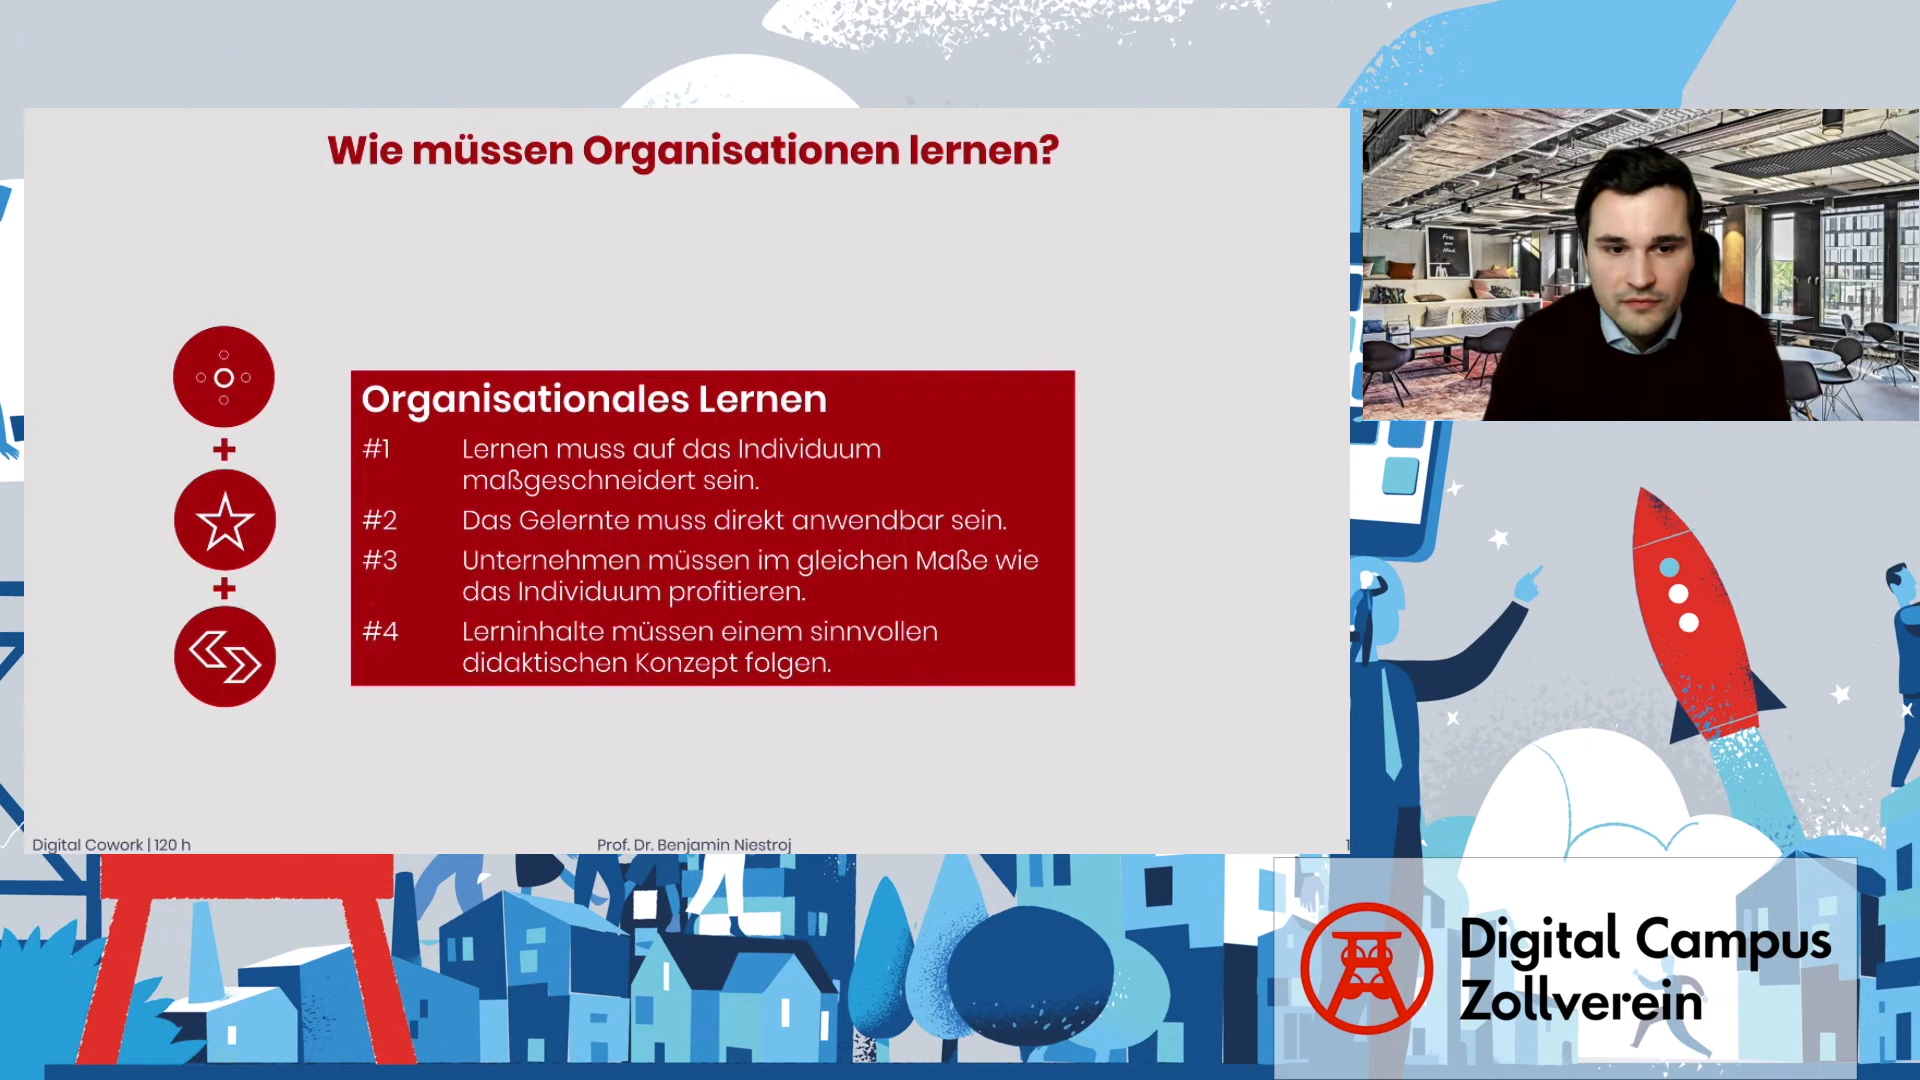 Wie müssen Organisationen lernen?
Organisationales Lernen
#1 Lernen muss auf das Individuum
maßgeschneidert sein.
#2 Das Gelernte muss direkt anwendbar sein.
#3 Unternehmen müssen im gleichen Maße wie
das Individuum profitieren.
#4 Lerninhalte müssen einem sinnvollen
didaktischen Konzept folgen.
Digital Cowork | 120 h
Prof. Dr. Benjamin Niestroj
Digital Campus
Zollverein